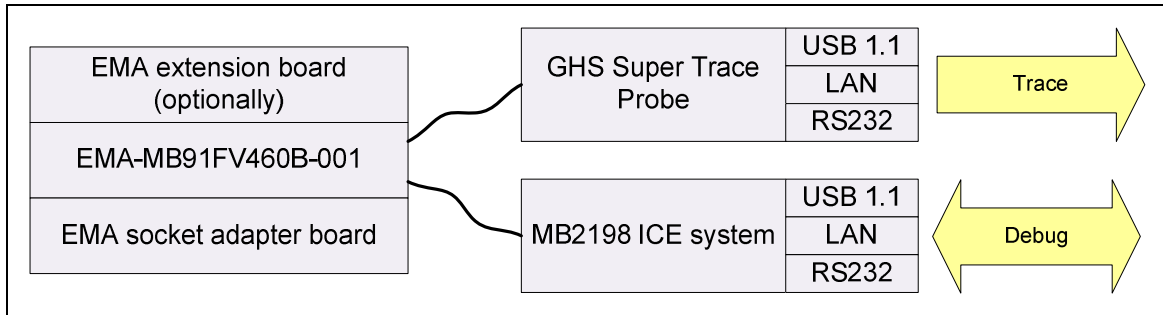 EMA extension board
(optionally)
EMA-MB91FV460B-001
EMA socket adapter board
GHS Super Trace
Probe
USB 1.1
LAN
RS232
Trace
MB2198 ICE system
USB 1.1
LAN
RS232
Debug